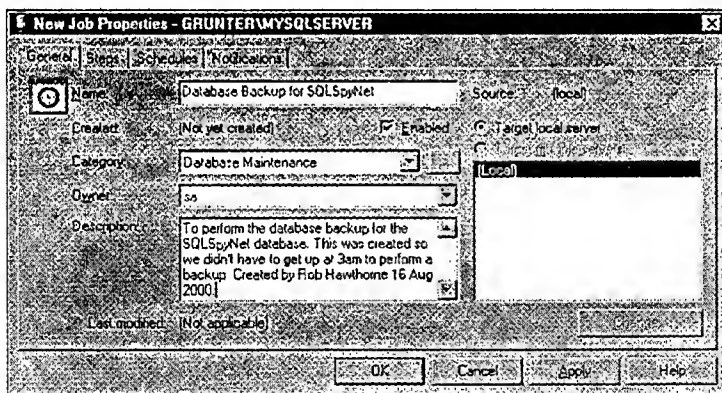 New Job Properties - GRUNTER\MYSQLSERVER
General Steps Schedules Notifications
Name: Database Backup for SQLSpyNet Source: (local)
Created: (Not yet created) Enabled Target local server
Category: Database Maintenance
(Local)
Owner: sa
Description: To perform the database backup for the
SQLSpyNet database. This was created so
we didn't have to get up at 3am to perform a
backup. Created by Rob Hawthorne 16 Aug
2000.
Last modified: (Not applicable)
OK Cancel Apply Help